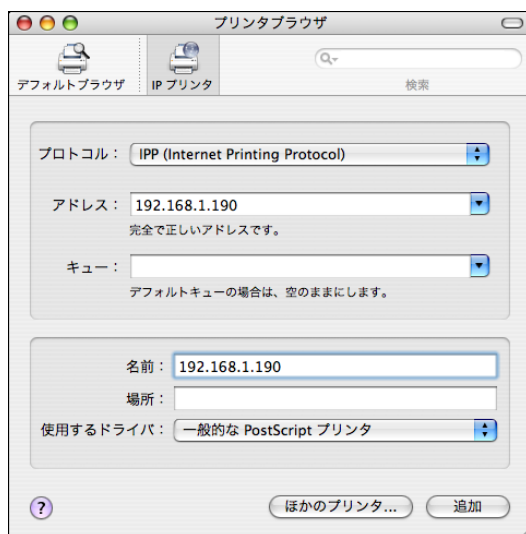 プリンタブラウザ
デフォルトブラウザ IP プリンタ 検索
プロトコル： IPP (Internet Printing Protocol)
アドレス： 192.168.1.190
完全で正しいアドレスです。
キュー：
デフォルトキューの場合は、空のままにします。
名前： 192.168.1.190
場所：
使用するドライバ： 一般的な PostScript プリンタ
? ほかのプリンタ... 追加